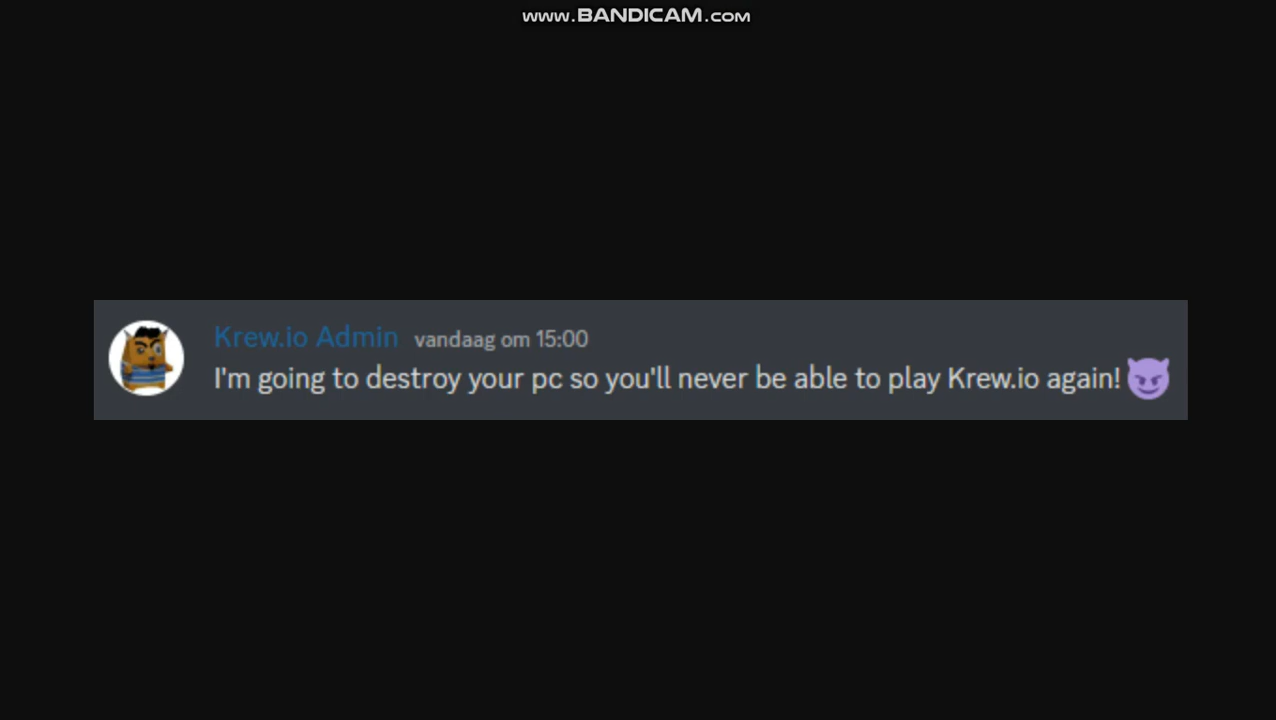 www.BANDICAM.com
Krew.io Admin vandaag om 15:00
I'm going to destroy your pc so you'll never be able to play Krew.io again!😈